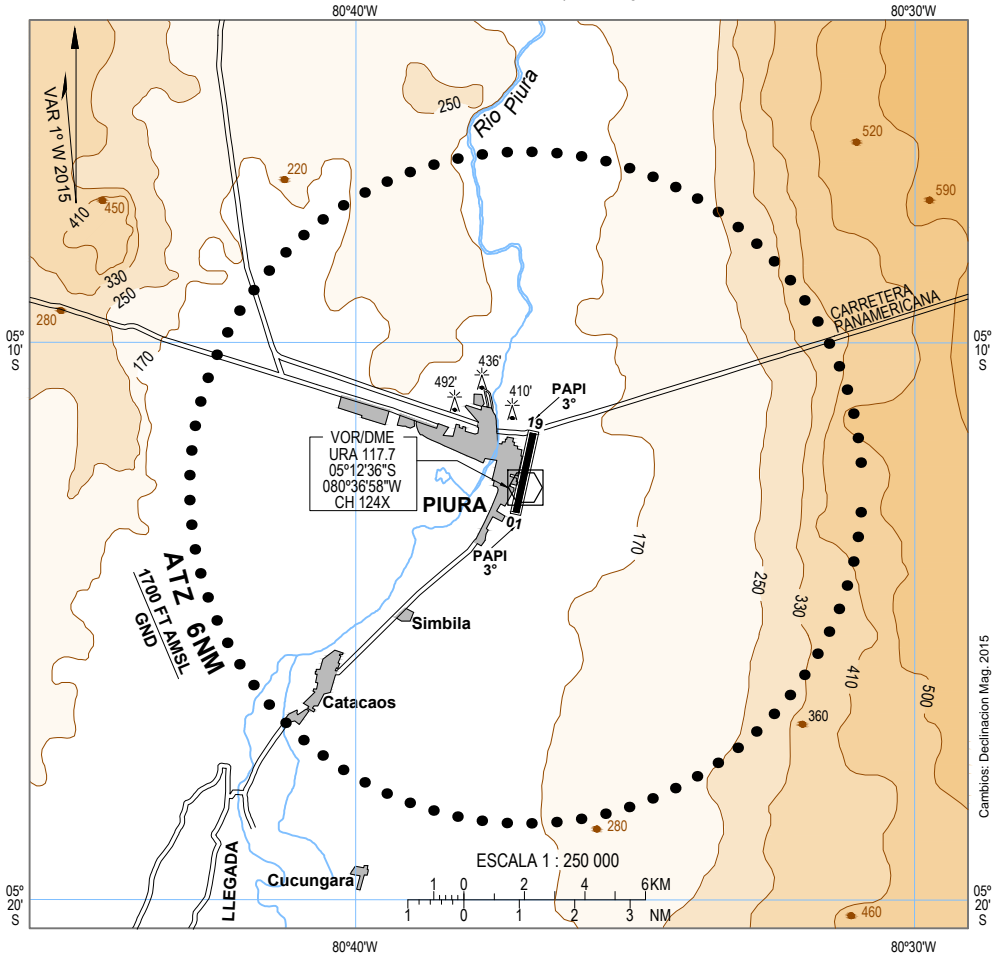 80°40'W
80°30'W
VAR 1° W 2015
410
450
330
250
280
170
220
250
Rio Piura
520
590
CARRETERA
PANAMERICANA
05°
10'
S
05°
10'
S
492'
436'
410'
PAPI
3°
19
VOR/DME
URA 117.7
05°12'36"S
080°36'58"W
CH 124X
PIURA
01
PAPI
3°
170
250
330
410
500
ATZ 6NM
1700 FT AMSL
GND
Simbila
Catacaos
360
280
460
LLEGADA
Cucungara
ESCALA 1 : 250 000
1 0 2 4 6KM
1 0 1 2 3 NM
05°
20'
S
05°
20'
S
80°40'W
80°30'W
Cambios: Declinacion Mag. 2015